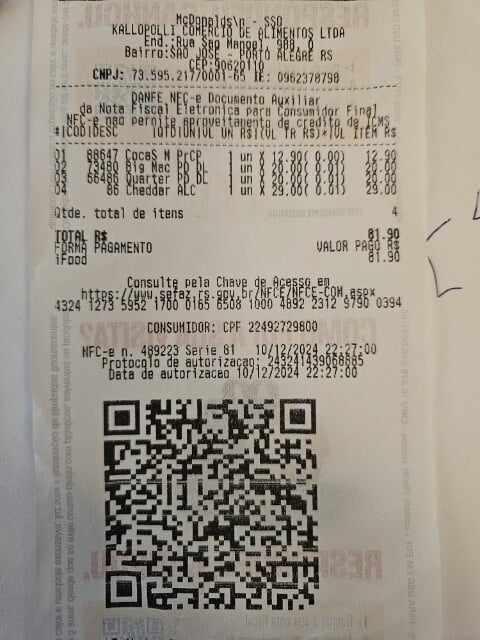 McDonalds\n - SSO
KALLOPOLLI COMERCIO DE ALIMENTOS LTDA
End.:Rua Sao Manoel, 988, 0
Bairro:SAO JOSE - PORTO ALEGRE RS
CEP:90620110
CNPJ: 73.595.217/0001-65 IE: 0962378798
DANFE NFC-e Documento Auxiliar
da Nota Fiscal Eletronica para Consumidor Final
NFC-e nao permite aproveitamento de credito de ICMS
#|COD|DESC |QTD|UN|VL UN R$|(VL TR R$)*|VL ITEM R$
01 88647 CocaS M PrCP 1 un X 12.90(0.00) 12.90
02 73480 Big Mac PD DL 1 un X 20.00(0.01) 20.00
03 66486 Quarter PD DL 1 un X 20.00(0.01) 20.00
04 86 Cheddar ALC 1 un X 29.00(0.01) 29.00
Qtde. total de itens 4
TOTAL R$ 81.90
FORMA PAGAMENTO VALOR PAGO R$
iFood 81.90
Consulte pela Chave de Acesso em
https://www.sefaz.rs.gov.br/NFCE/NFCE-COM.aspx
4324 1273 5952 1700 0165 6508 1000 4892 2312 9790 0394
CONSUMIDOR: CPF 22492729800
NFC-e n. 489223 Serie 81 10/12/2024 22:27:00
Protocolo de autorizacao: 243241439068885
Data de autorizacao 10/12/2024 22:27:00